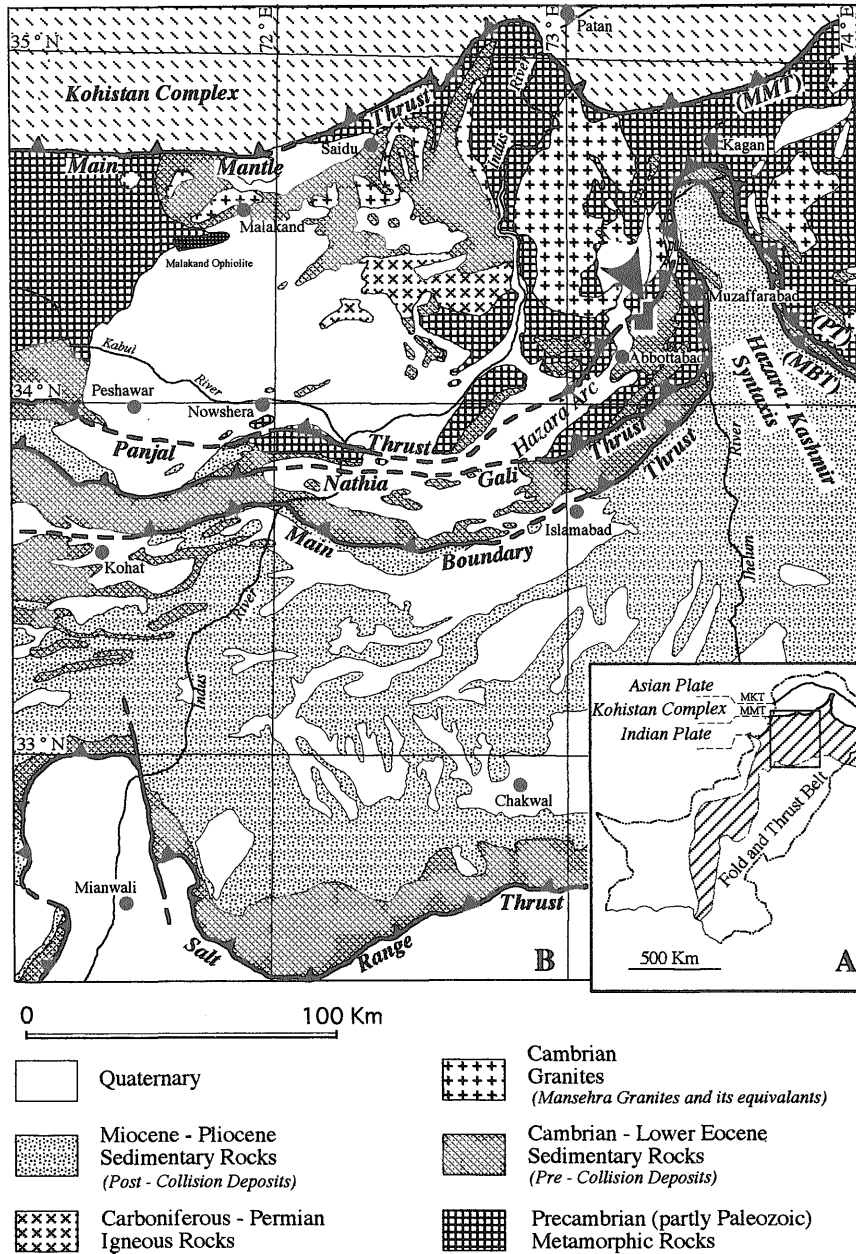 35° N
72° E
73° E
74° E
Patan
Kohistan Complex
Thrust
River
(MMT)
Saidu
Indus
Kagan
Main
Mantle
Malakand
Malakand Ophiolite
Muzaffarabad
(PT)
Kabul
River
Abbottabad
Hazara - Kashmir
Syntaxis
(MBT)
34° N
Peshawar
Nowshera
Hazara Arc
Panjal
Thrust
Thrust
Thrust
River
Nathia
Gali
Islamabad
Main
Boundary
Kohat
River
Jhelum
Indus
33° N
Chakwal
Mianwali
Salt
Range
Thrust
B
Asian Plate
MKT
Kohistan Complex
MMT
Indian Plate
Fold and Thrust Belt
500 Km
A
0 100 Km
Quaternary
Miocene - Pliocene
Sedimentary Rocks
(Post - Collision Deposits)
Carboniferous - Permian
Igneous Rocks
Cambrian
Granites
(Mansehra Granites and its equivalants)
Cambrian - Lower Eocene
Sedimentary Rocks
(Pre - Collision Deposits)
Precambrian (partly Paleozoic)
Metamorphic Rocks